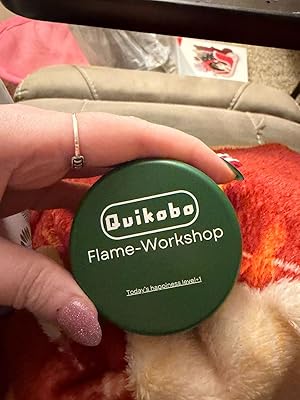 Quikobo
Flame-Workshop
Today's happiness level+1